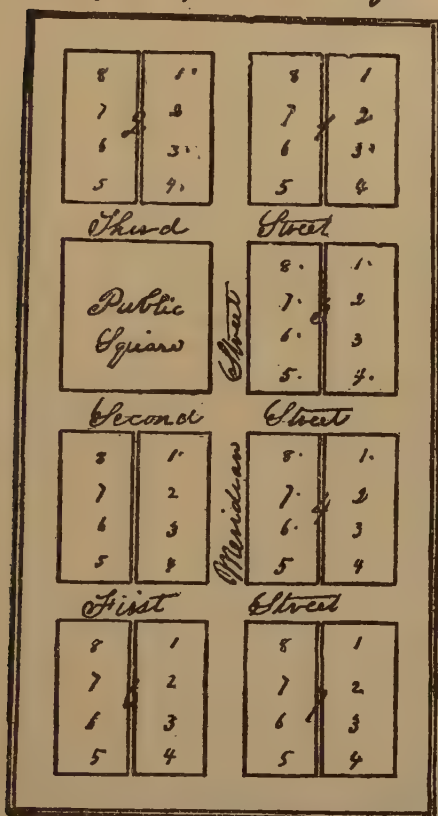 8 1. 8 1
7 2 7 2.
6 3. 6 3.
5 4. 5 4
2 1
Third Street
Public
Square
8. 1.
7. 2
6. 3
5. 4.
3
Street
Second Street
8 1. 8. 1.
7 2 7. 2
6 3 6. 3
5 4 5 4
4
Meridian
First Street
8 1 8 1
7 2 7 2
6 3 6 3
5 4 5 4
6 7